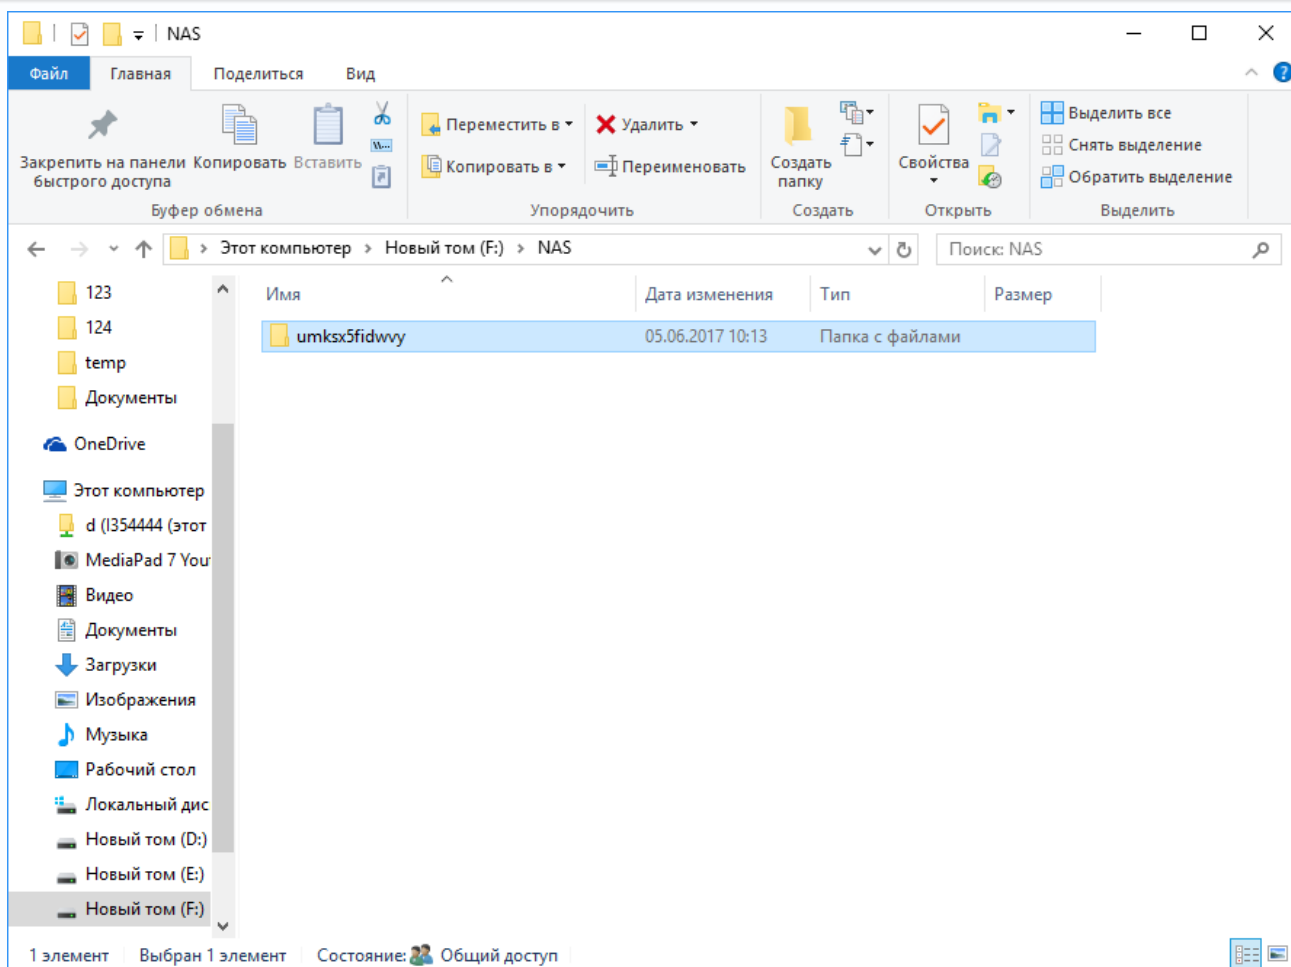 NAS
Файл Главная Поделиться Вид
Закрепить на панели быстрого доступа
Копировать
Вставить
Переместить в
Копировать в
Удалить
Переименовать
Создать папку
Свойства
Выделить все
Снять выделение
Обратить выделение
Буфер обмена Упорядочить Создать Открыть Выделить
Этот компьютер > Новый том (F:) > NAS
Поиск: NAS
Имя Дата изменения Тип Размер
umksx5fidwvy 05.06.2017 10:13 Папка с файлами
123
124
temp
Документы
OneDrive
Этот компьютер
d (I354444 (этот
MediaPad 7 You
Видео
Документы
Загрузки
Изображения
Музыка
Рабочий стол
Локальный дис
Новый том (D:)
Новый том (E:)
Новый том (F:)
1 элемент Выбран 1 элемент Состояние: Общий доступ